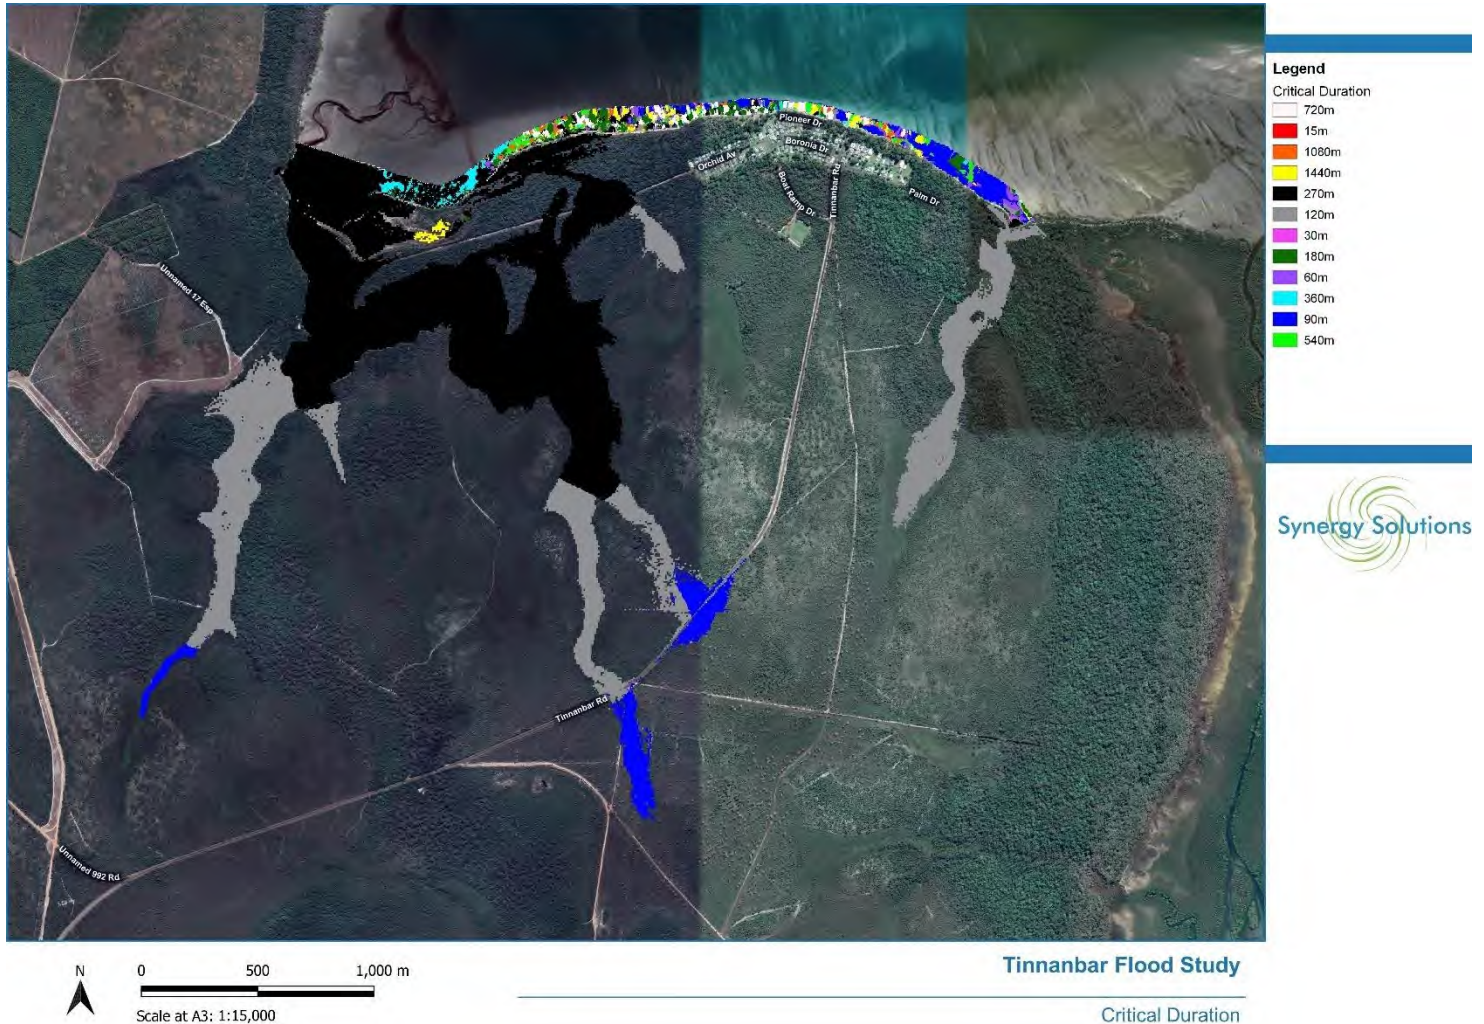 Legend
Critical Duration
720m
15m
1080m
1440m
270m
120m
30m
180m
60m
360m
90m
540m
Pioneer Dr
Boronia Dr
Orchid Av
Tinnanbar Rd
Boat Ramp Dr
Palm Dr
Unnamed 17 Esp
Tinnanbar Rd
Unnamed 992 Rd
Synergy Solutions
N
0 500 1,000 m
Scale at A3: 1:15,000
Tinnanbar Flood Study
Critical Duration